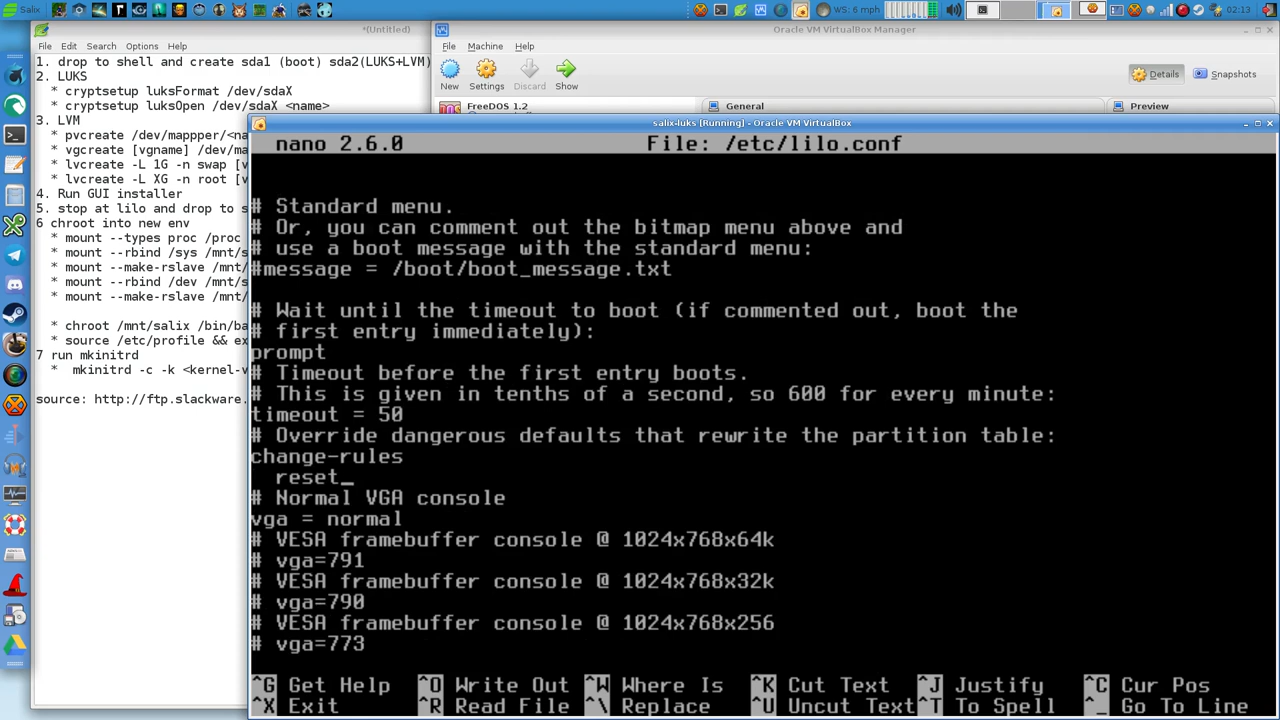 Salix
WS: 6 mph
02:13
*(Untitled)
File Edit Search Options Help
1. drop to shell and create sda1 (boot) sda2(LUKS+LVM)
2. LUKS
* cryptsetup luksFormat /dev/sdaX
* cryptsetup luksOpen /dev/sdaX <name>
3. LVM
* pvcreate /dev/mappper/<na
* vgcreate [vgname] /dev/ma
* lvcreate -L 1G -n swap [v
* lvcreate -L XG -n root [v
4. Run GUI installer
5. stop at lilo and drop to s
6 chroot into new env
* mount --types proc /proc
* mount --rbind /sys /mnt/s
* mount --make-rslave /mnt/
* mount --rbind /dev /mnt/s
* mount --make-rslave /mnt/
* chroot /mnt/salix /bin/ba
* source /etc/profile && ex
7 run mkinitrd
* mkinitrd -c -k <kernel-v
source: http://ftp.slackware.
Oracle VM VirtualBox Manager
File Machine Help
New Settings Discard Show
Details Snapshots
FreeDOS 1.2
General
Preview
salix-luks [Running] - Oracle VM VirtualBox
nano 2.6.0 File: /etc/lilo.conf
# Standard menu.
# Or, you can comment out the bitmap menu above and
# use a boot message with the standard menu:
#message = /boot/boot_message.txt
# Wait until the timeout to boot (if commented out, boot the
# first entry immediately):
prompt
# Timeout before the first entry boots.
# This is given in tenths of a second, so 600 for every minute:
timeout = 50
# Override dangerous defaults that rewrite the partition table:
change-rules
reset_
# Normal VGA console
vga = normal
# VESA framebuffer console @ 1024x768x64k
# vga=791
# VESA framebuffer console @ 1024x768x32k
# vga=790
# VESA framebuffer console @ 1024x768x256
# vga=773
^G Get Help ^O Write Out ^W Where Is ^K Cut Text ^J Justify ^C Cur Pos
^X Exit ^R Read File ^\ Replace ^U Uncut Text ^T To Spell ^_ Go To Line